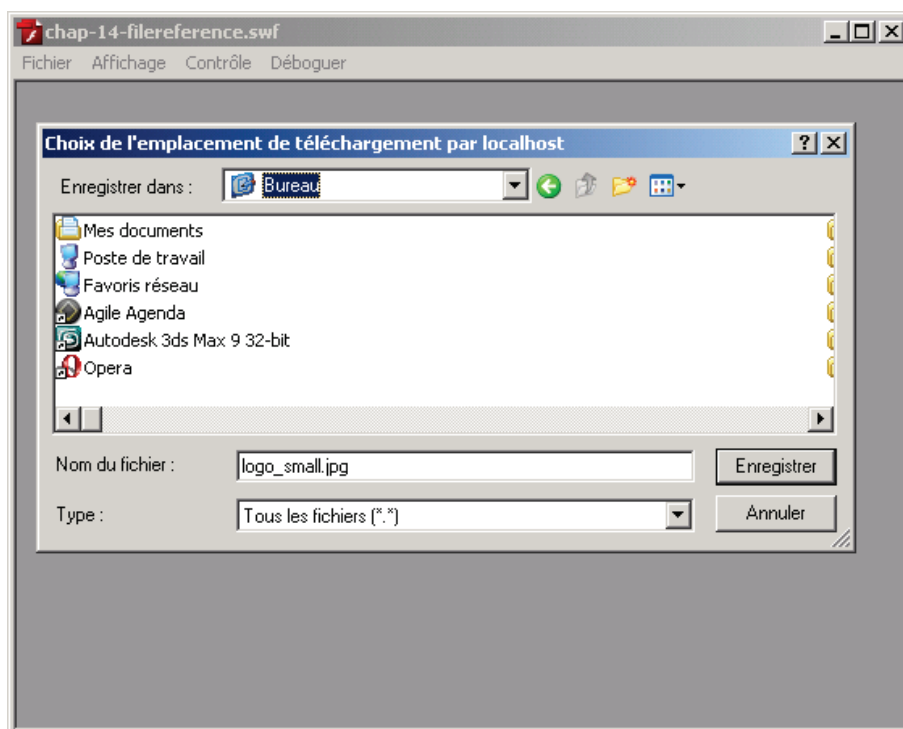 chap-14-filereference.swf
Fichier Affichage Contrôle Déboguer
Choix de l'emplacement de téléchargement par localhost
Enregistrer dans : Bureau
Mes documents
Poste de travail
Favoris réseau
Agile Agenda
Autodesk 3ds Max 9 32-bit
Opera
Nom du fichier : logo_small.jpg Enregistrer
Type : Tous les fichiers (*.*) Annuler